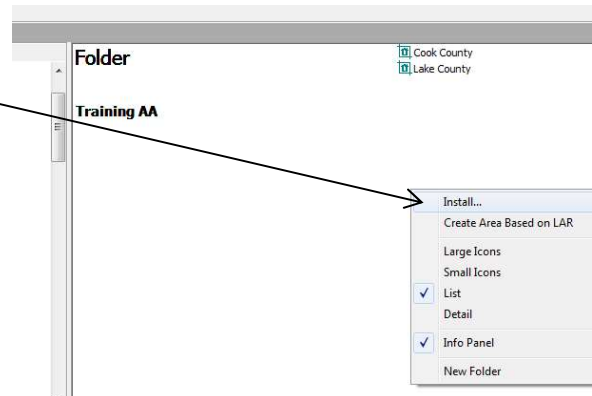 Folder
Training AA
Cook County
Lake County
Install...
Create Area Based on LAR
Large Icons
Small Icons
List
Detail
Info Panel
New Folder